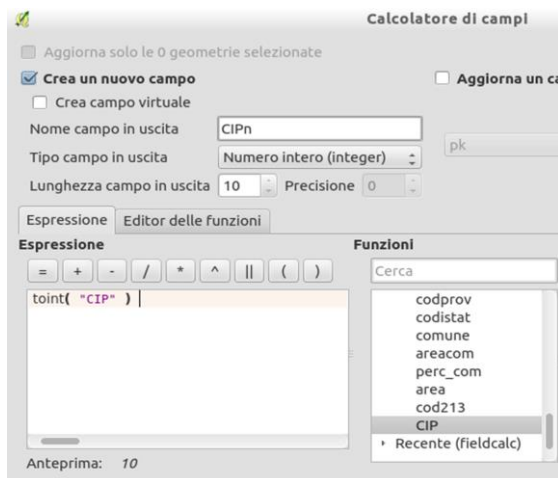 Calcolatore di campi
Aggiorna solo le 0 geometrie selezionate
Crea un nuovo campo
Aggiorna un ca
Crea campo virtuale
Nome campo in uscita CIPn
pk
Tipo campo in uscita Numero intero (integer)
Lunghezza campo in uscita 10 Precisione 0
Espressione Editor delle funzioni
Espressione Funzioni
= + - / * ^ || ( ) Cerca
toint( "CIP" )
codprov
codistat
comune
areacom
perc_com
area
cod213
CIP
Recente (fieldcalc)
Anteprima: 10